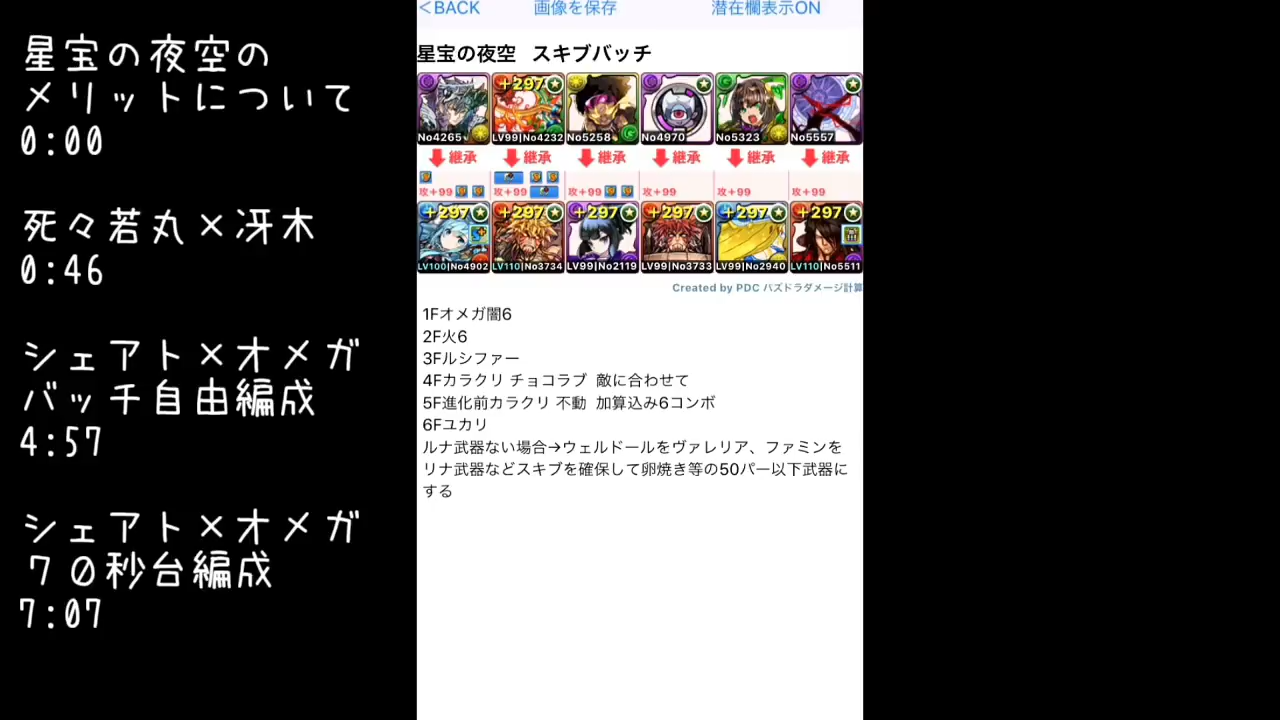 星宝の夜空の
メリットについて
0:00
死々若丸×冴木
0:46
シェアト×オメガ
バッチ自由編成
4:57
シェアト×オメガ
７０秒台編成
7:07
＜BACK 画像を保存 潜在欄表示ON
星宝の夜空 スキブバッチ
+297
No4265 LV99|No4232 No5258 No4970 No5323 No5557
継承 継承 継承 継承 継承 継承
攻+99 攻+99 攻+99 攻+99 攻+99 攻+99
+297 +297 +297 +297 +297 +297
LV100|No4902 LV110|No3734 LV99|No2119 LV99|No3733 LV99|No2940 LV110|No5511
Created by PDC パズドラダメージ計算
1Fオメガ闇6
2F火6
3Fルシファー
4Fカラクリ チョコラブ 敵に合わせて
5F進化前カラクリ 不動 加算込み6コンボ
6Fユカリ
ルナ武器ない場合→ウェルドールをヴァレリア、ファミンを
リナ武器などスキブを確保して卵焼き等の50パー以下武器に
する